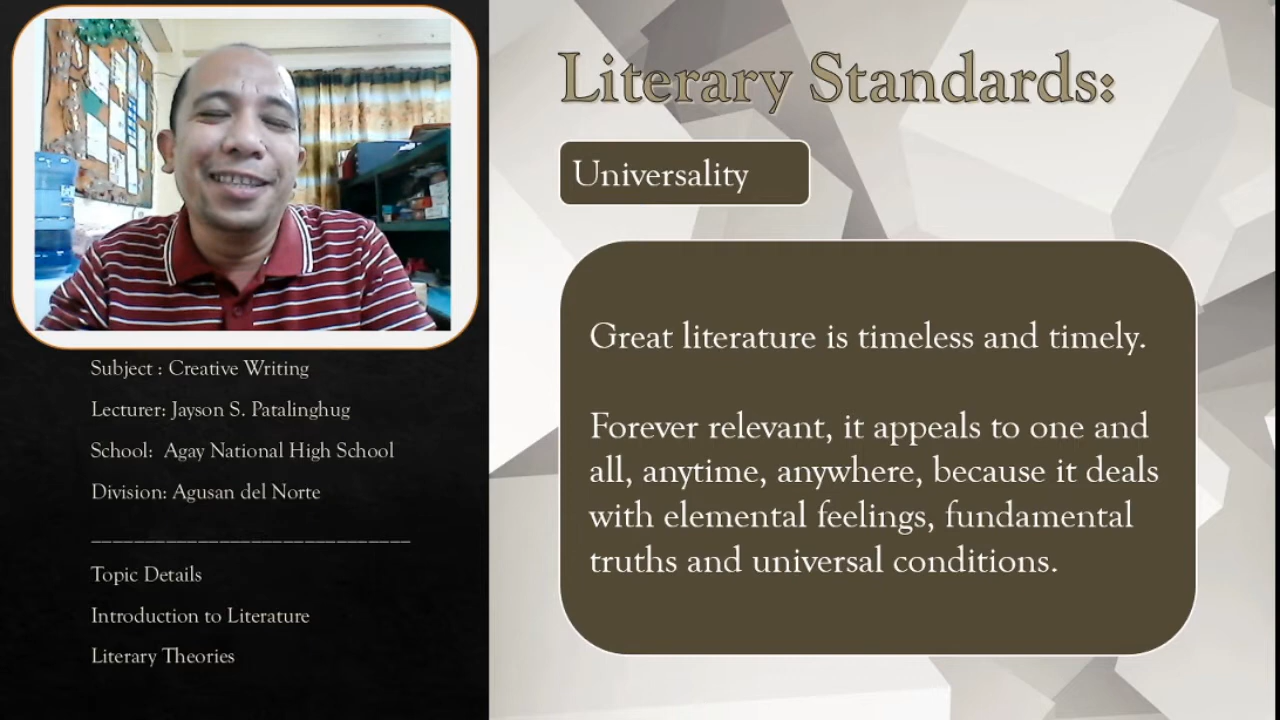 Literary Standards:
Universality
Great literature is timeless and timely.
Forever relevant, it appeals to one and
all, anytime, anywhere, because it deals
with elemental feelings, fundamental
truths and universal conditions.
Subject : Creative Writing
Lecturer: Jayson S. Patalinghug
School: Agay National High School
Division: Agusan del Norte
______________________________
Topic Details
Introduction to Literature
Literary Theories